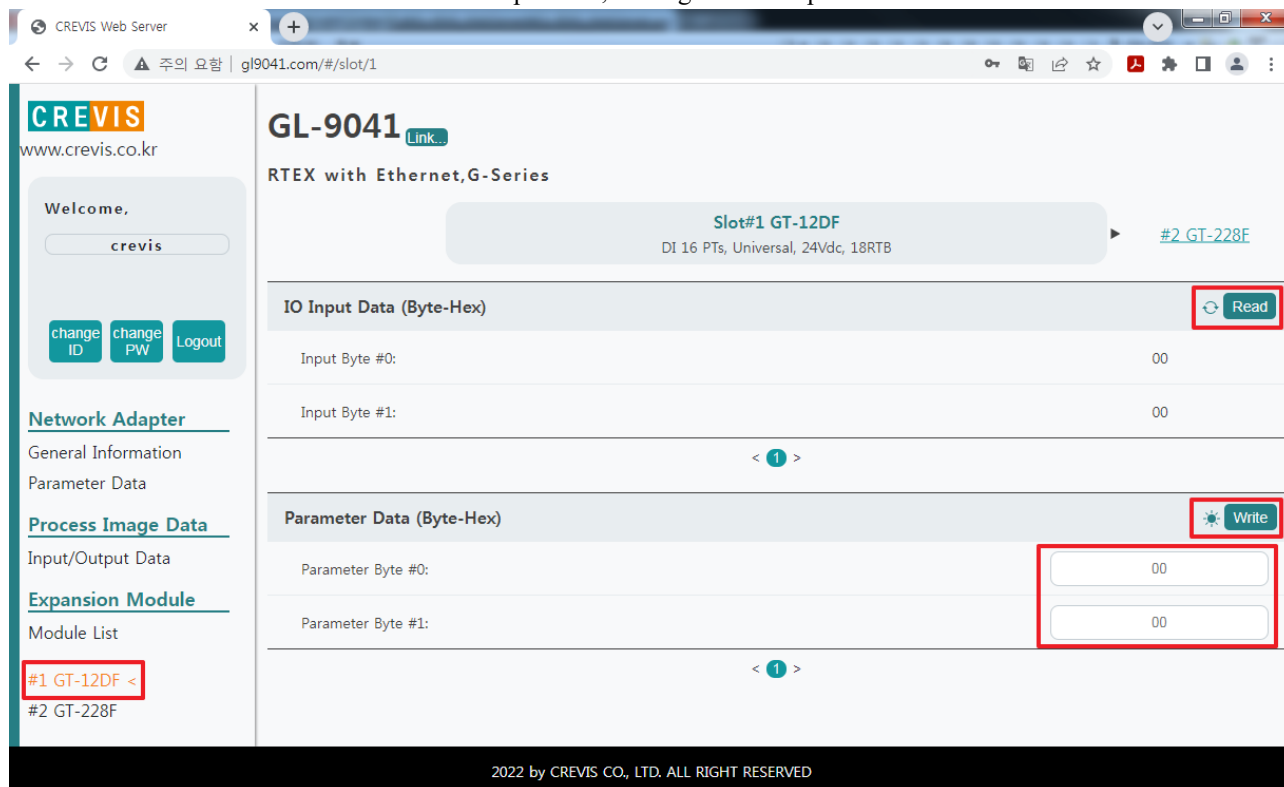 CREVIS Web Server
주의 요함 gl9041.com/#/slot/1
CREVIS
www.crevis.co.kr
Welcome,
crevis
change ID
change PW
Logout
Network Adapter
General Information
Parameter Data
Process Image Data
Input/Output Data
Expansion Module
Module List
#1 GT-12DF <
#2 GT-228F
GL-9041 Link...
RTEX with Ethernet,G-Series
Slot#1 GT-12DF
DI 16 PTs, Universal, 24Vdc, 18RTB
#2 GT-228F
IO Input Data (Byte-Hex) Read
Input Byte #0: 00
Input Byte #1: 00
< 1 >
Parameter Data (Byte-Hex) Write
Parameter Byte #0: 00
Parameter Byte #1: 00
< 1 >
2022 by CREVIS CO., LTD. ALL RIGHT RESERVED